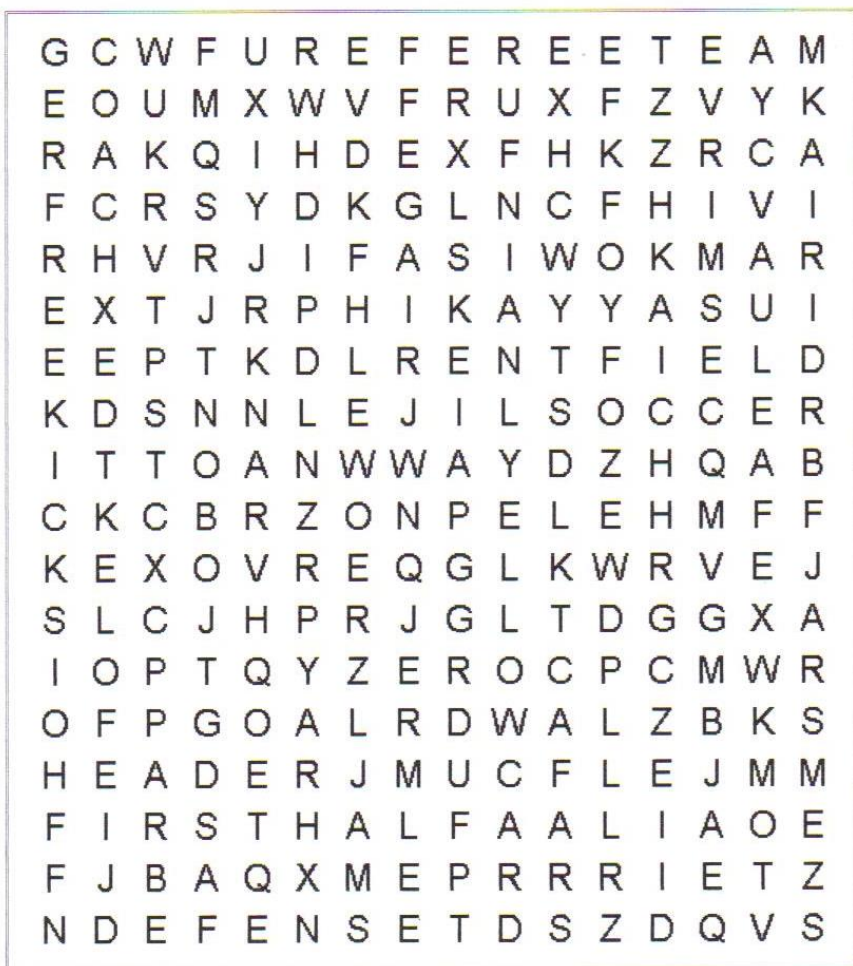 G C W F U R E F E R E E T E A M
E O U M X W V F R U X F Z V Y K
R A K Q I H D E X F H K Z R C A
F C R S Y D K G L N C F H I V I
R H V R J I F A S I W O K M A R
E X T J R P H I K A Y Y A S U I
E E P T K D L R E N T F I E L D
K D S N N L E J I L S O C C E R
I T T O A N W W A Y D Z H Q A B
C K C B R Z O N P E L E H M F F
K E X O V R E Q G L K W R V E J
S L C J H P R J G L T D G G X A
I O P T Q Y Z E R O C P C M W R
O F P G O A L R D W A L Z B K S
H E A D E R J M U C F L E J M M
F I R S T H A L F A A L I A O E
F J B A Q X M E P R R R I E T Z
N D E F E N S E T D S Z D Q V S